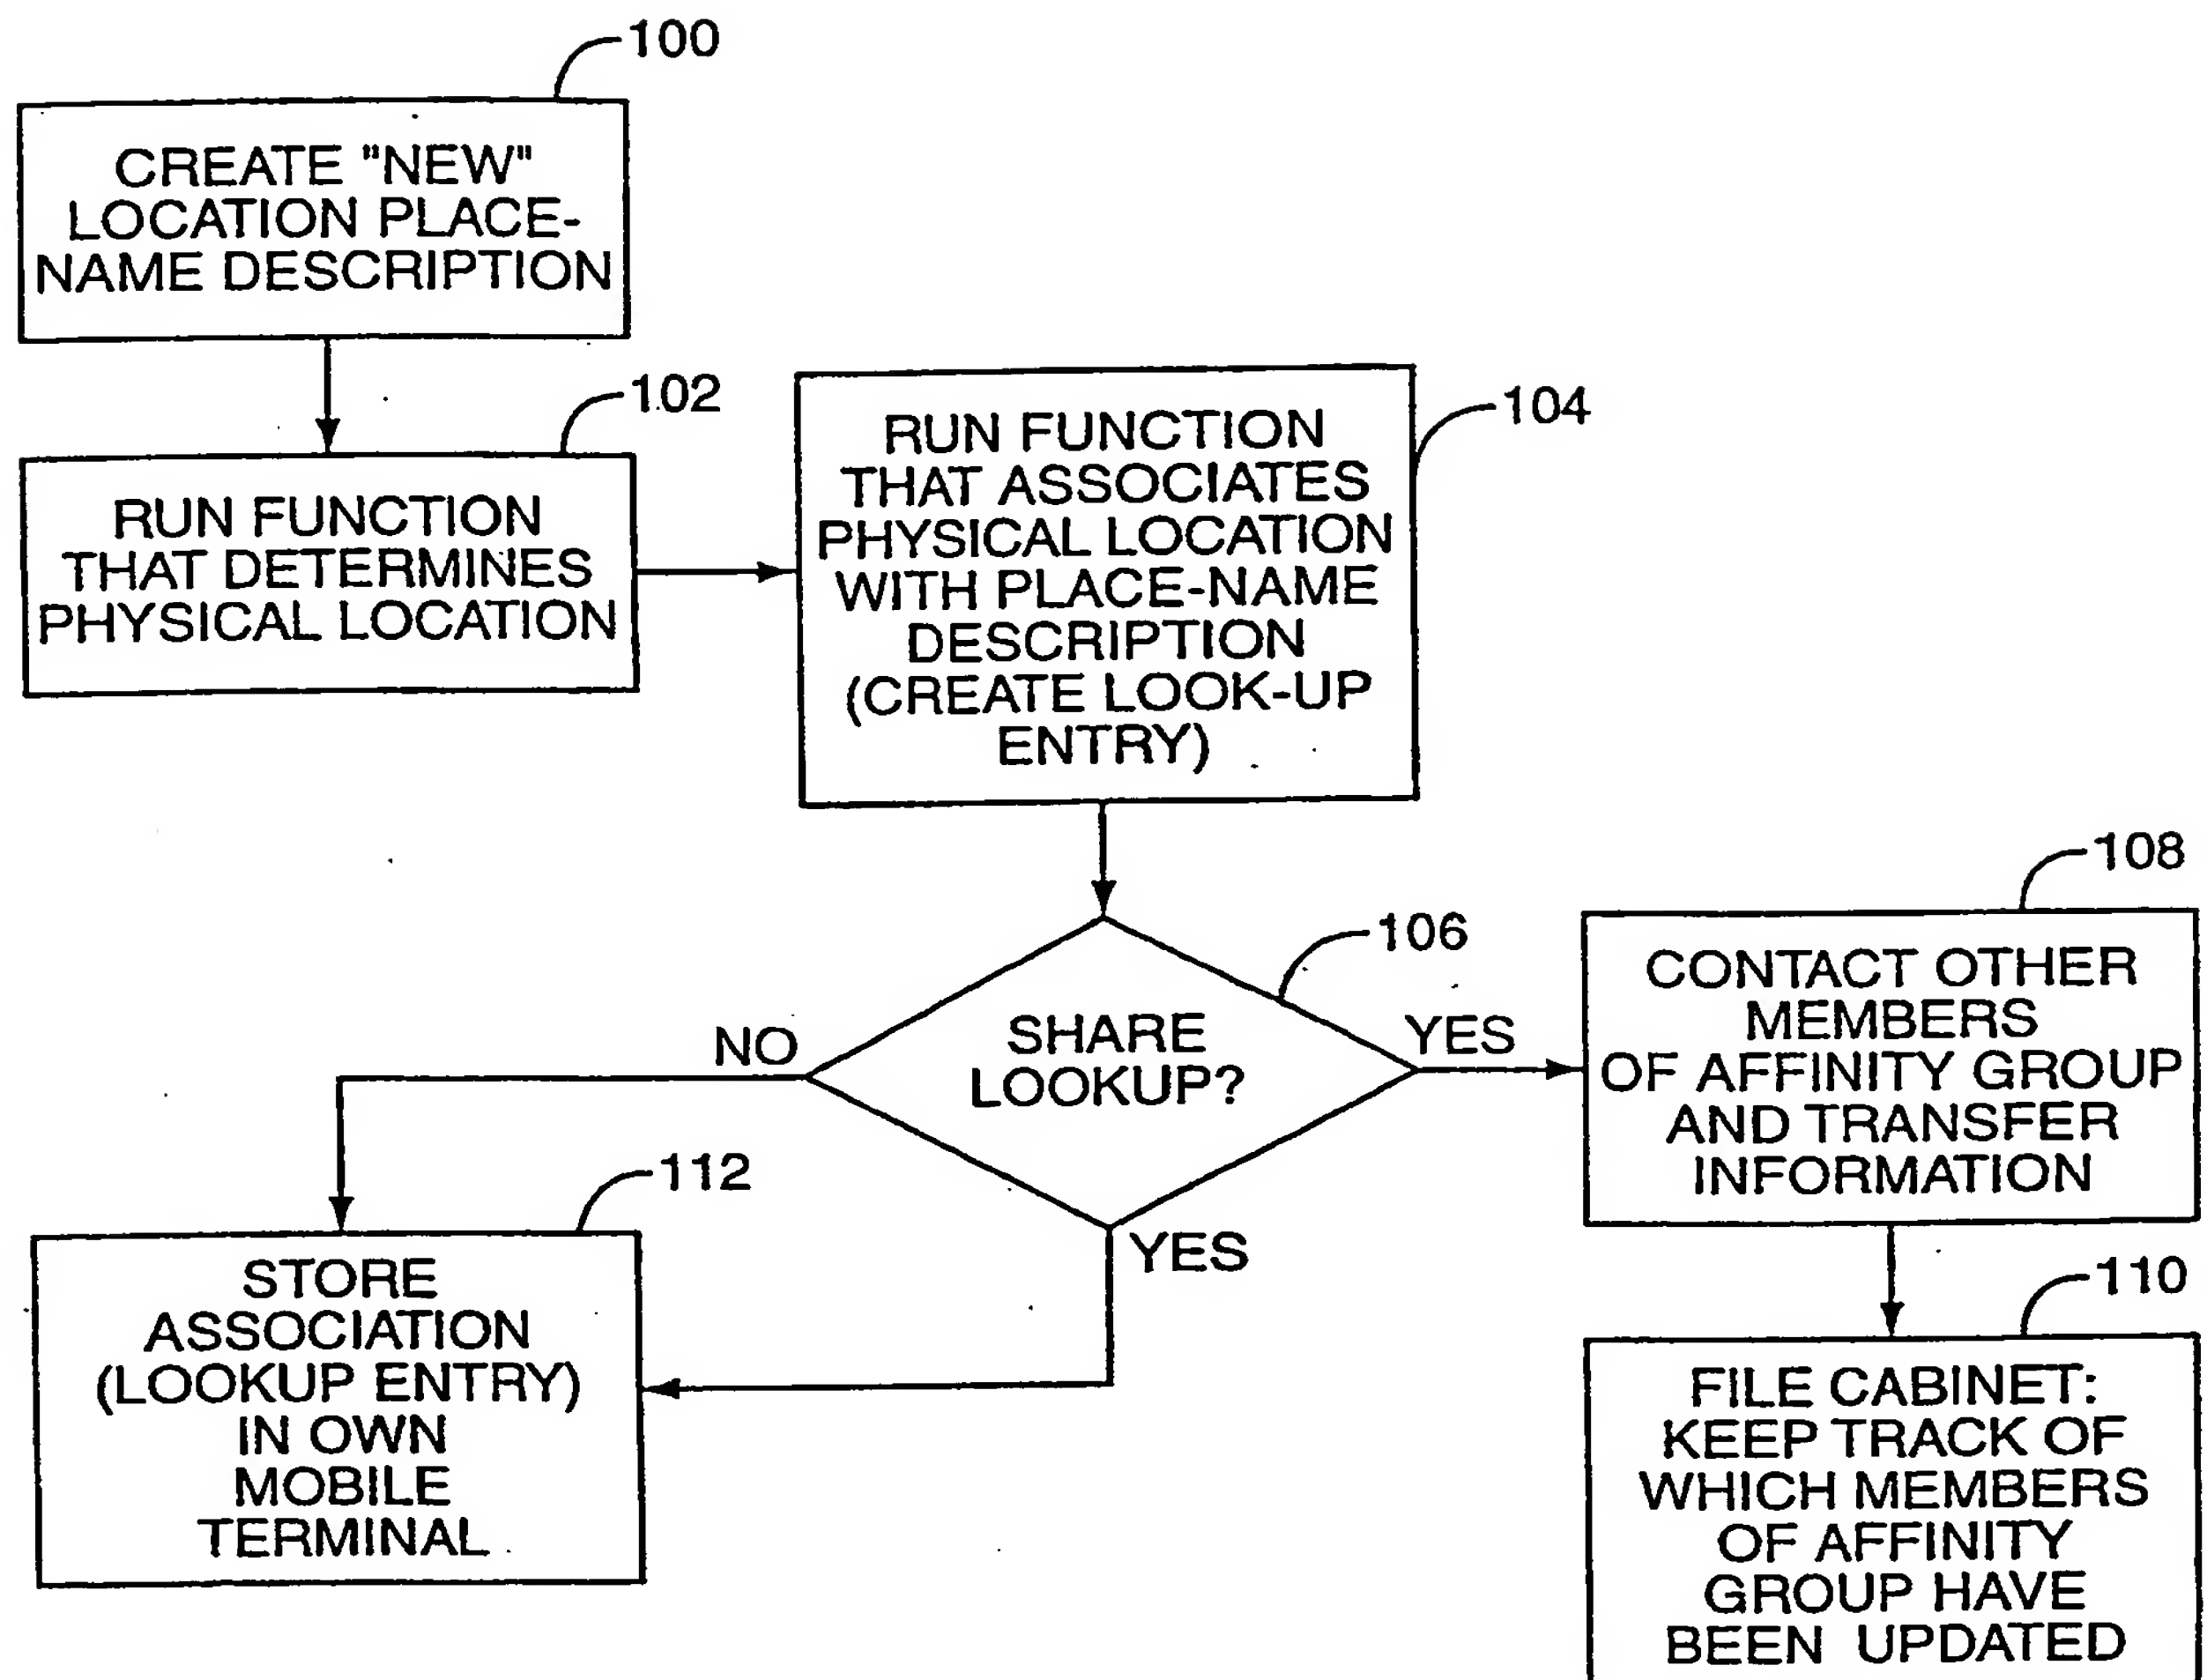 100
CREATE "NEW"
LOCATION PLACE-
NAME DESCRIPTION
102
RUN FUNCTION
THAT DETERMINES
PHYSICAL LOCATION
104
RUN FUNCTION
THAT ASSOCIATES
PHYSICAL LOCATION
WITH PLACE-NAME
DESCRIPTION
(CREATE LOOK-UP
ENTRY)
106
SHARE
LOOKUP?
NO
YES
YES
108
CONTACT OTHER
MEMBERS
OF AFFINITY GROUP
AND TRANSFER
INFORMATION
110
FILE CABINET:
KEEP TRACK OF
WHICH MEMBERS
OF AFFINITY
GROUP HAVE
BEEN UPDATED
112
STORE
ASSOCIATION
(LOOKUP ENTRY)
IN OWN
MOBILE
TERMINAL